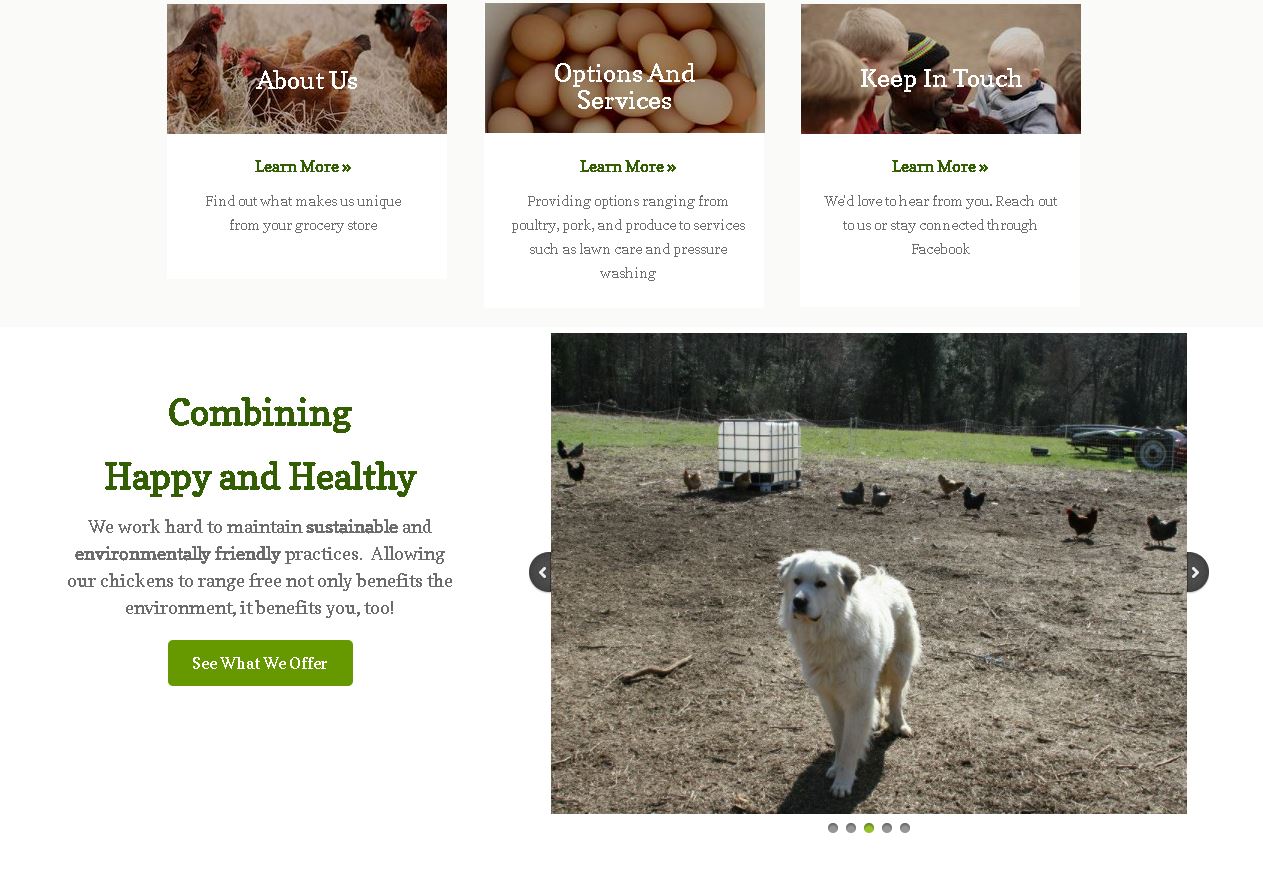 About Us
Options And
Services
Keep In Touch
Learn More »
Learn More »
Learn More »
Find out what makes us unique
from your grocery store
Providing options ranging from
poultry, pork, and produce to services
such as lawn care and pressure
washing
We'd love to hear from you. Reach out
to us or stay connected through
Facebook
Combining
Happy and Healthy
We work hard to maintain sustainable and
environmentally friendly practices.  Allowing
our chickens to range free not only benefits the
environment, it benefits you, too!
See What We Offer